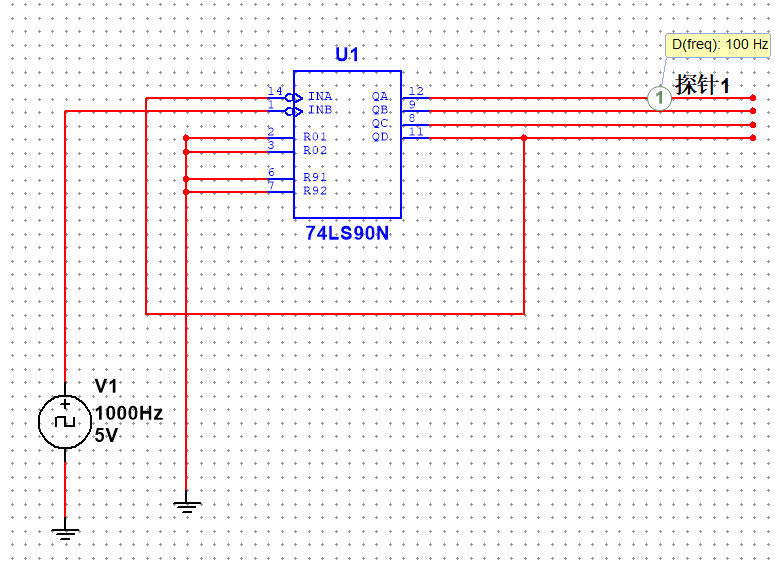 D(freq): 100 Hz
探针1
1
U1
14 INA QA 12
1 INB QB 9
QC 8
2 R01 QD 11
3 R02
6 R91
7 R92
74LS90N
V1
1000Hz
5V